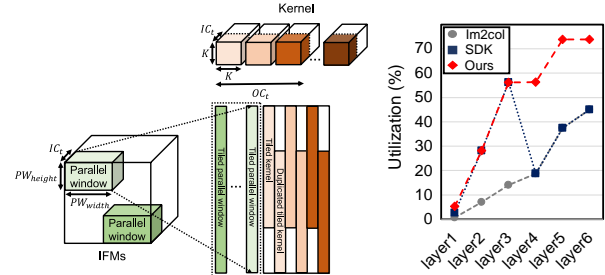 Kernel
IC_t
K
K
...
OC_t
IC_t
PW_height
Parallel
window
PW_width
Parallel
window
IFMs
Tiled parallel window
...
Tiled parallel window
Tiled kernel
Duplicated tiled kernel
Utilization (%)
70
60
50
40
30
20
10
0
Im2col
SDK
Ours
layer1
layer2
layer3
layer4
layer5
layer6